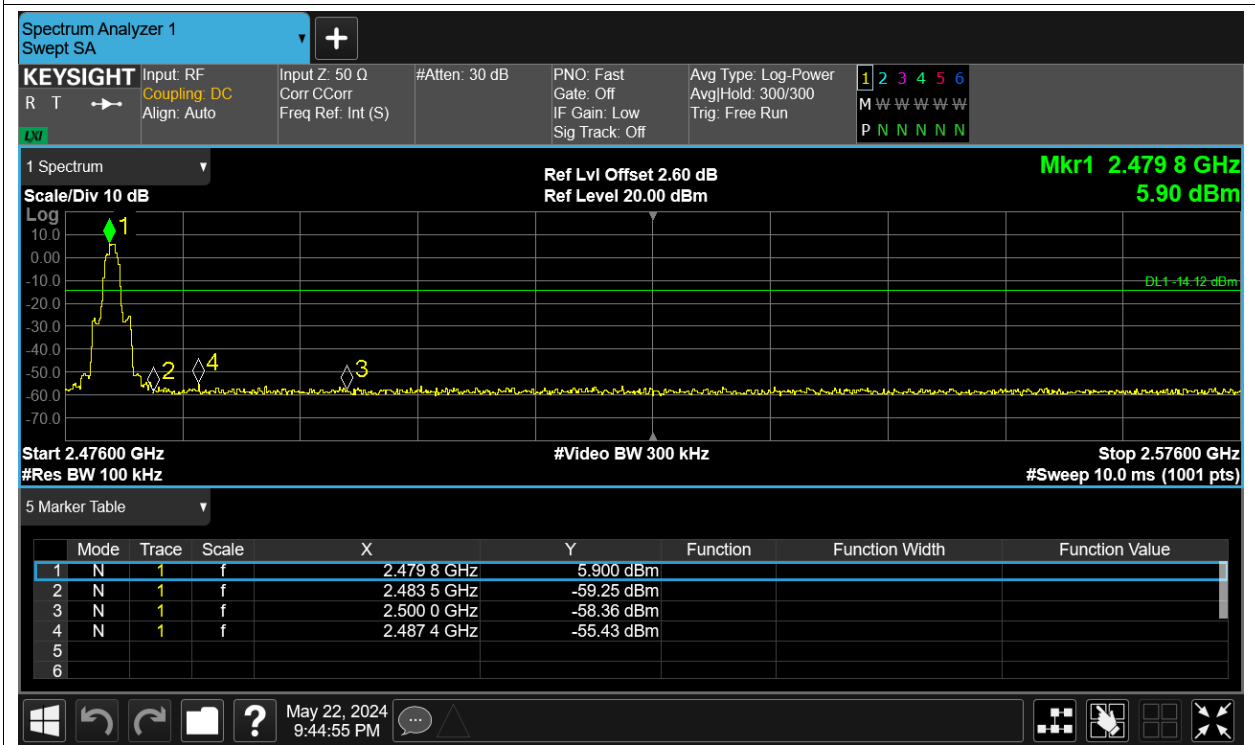 Spectrum Analyzer 1
Swept SA
KEYSIGHT Input: RF Input Z: 50 Ω #Atten: 30 dB PNO: Fast Avg Type: Log-Power 1 2 3 4 5 6
R T Coupling: DC Corr CCorr Gate: Off Avg|Hold: 300/300 M W W W W W
Align: Auto Freq Ref: Int (S) IF Gain: Low Trig: Free Run
LXI Sig Track: Off P N N N N N
1 Spectrum Ref Lvl Offset 2.60 dB Mkr1 2.479 8 GHz
Scale/Div 10 dB Ref Level 20.00 dBm 5.90 dBm
Log
1
10.0
0.00
-10.0
DL1 -14.12 dBm
-20.0
-30.0
-40.0
-50.0
2 4 3
-60.0
-70.0
Start 2.47600 GHz #Video BW 300 kHz Stop 2.57600 GHz
#Res BW 100 kHz #Sweep 10.0 ms (1001 pts)
5 Marker Table
Mode Trace Scale X Y Function Function Width Function Value
1 N 1 f 2.479 8 GHz 5.900 dBm
2 N 1 f 2.483 5 GHz -59.25 dBm
3 N 1 f 2.500 0 GHz -58.36 dBm
4 N 1 f 2.487 4 GHz -55.43 dBm
5
6
? May 22, 2024
9:44:55 PM